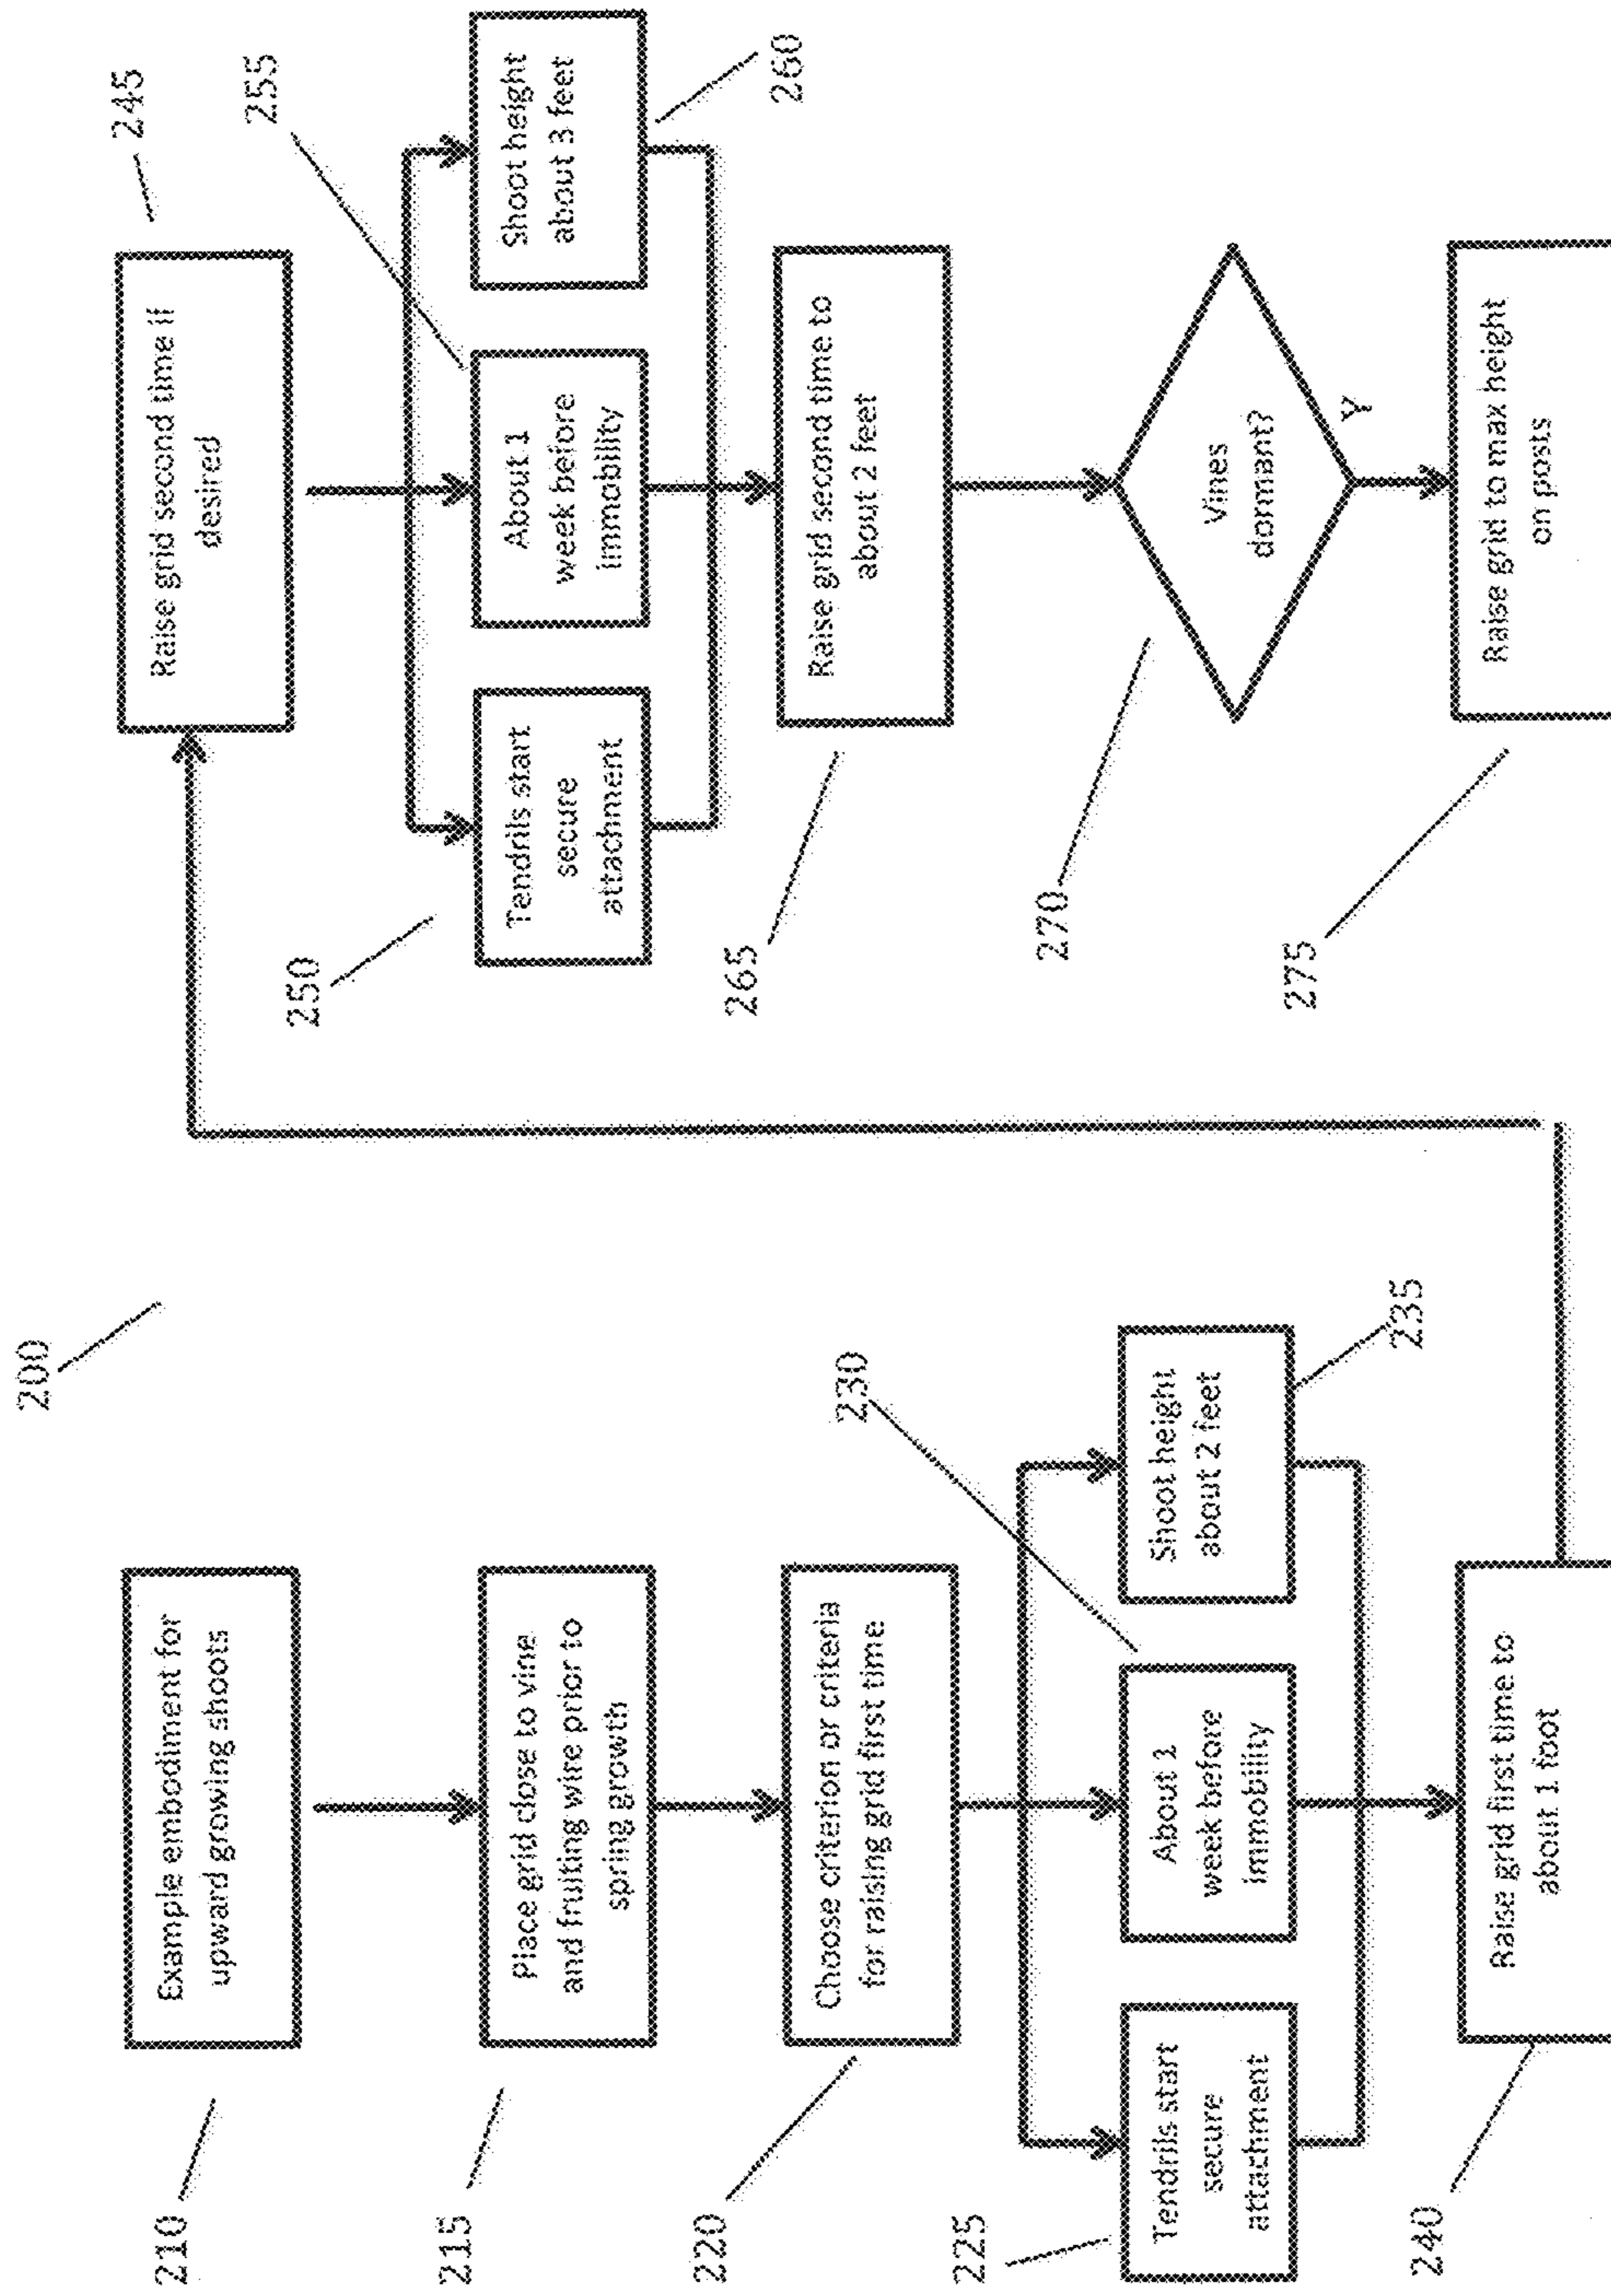 200
210
Example embodiment for
upward growing shoots
215
Place grid close to vine
and fruiting wire prior to
spring growth
220
Choose criterion or criteria
for raising grid first time
225
Tendrils start
secure
attachment
230
About 1
week before
immobility
235
Shoot height
about 2 feet
240
Raise grid first time to
about 1 foot
245
Raise grid second time if
desired
250
Tendrils start
secure
attachment
255
About 1
week before
immobility
260
Shoot height
about 3 feet
265
Raise grid second time to
about 2 feet
270
Vines
domant?
Y
275
Raise grid to max height
on posts